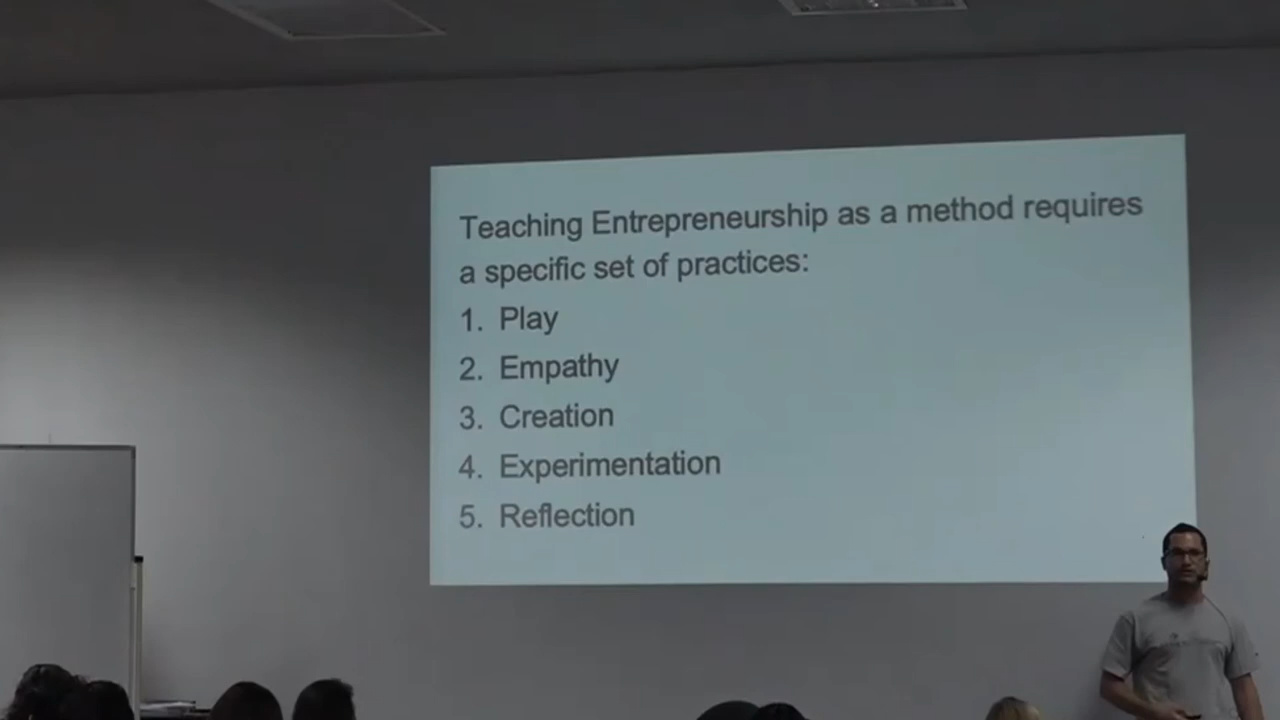 Teaching Entrepreneurship as a method requires
a specific set of practices:
1. Play
2. Empathy
3. Creation
4. Experimentation
5. Reflection